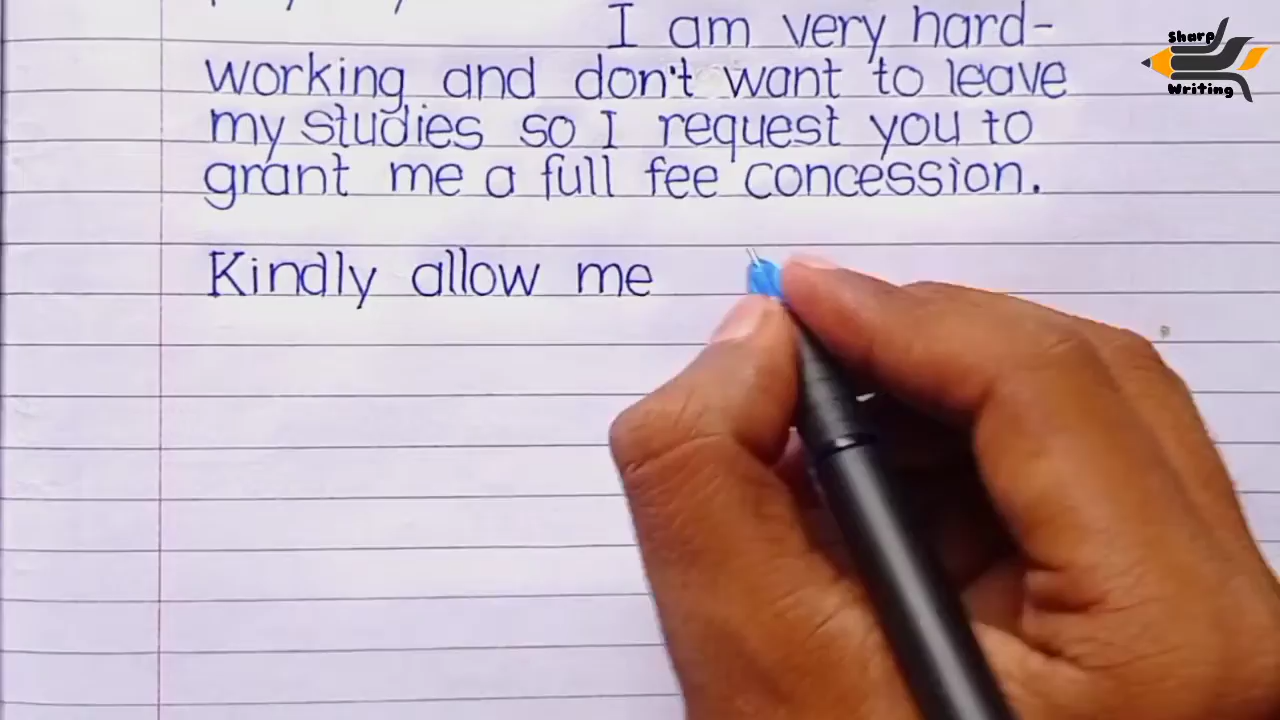 I am very hard-
working and don't want to leave
my studies so I request you to
grant me a full fee concession.
Kindly allow me
Sharp
Writing